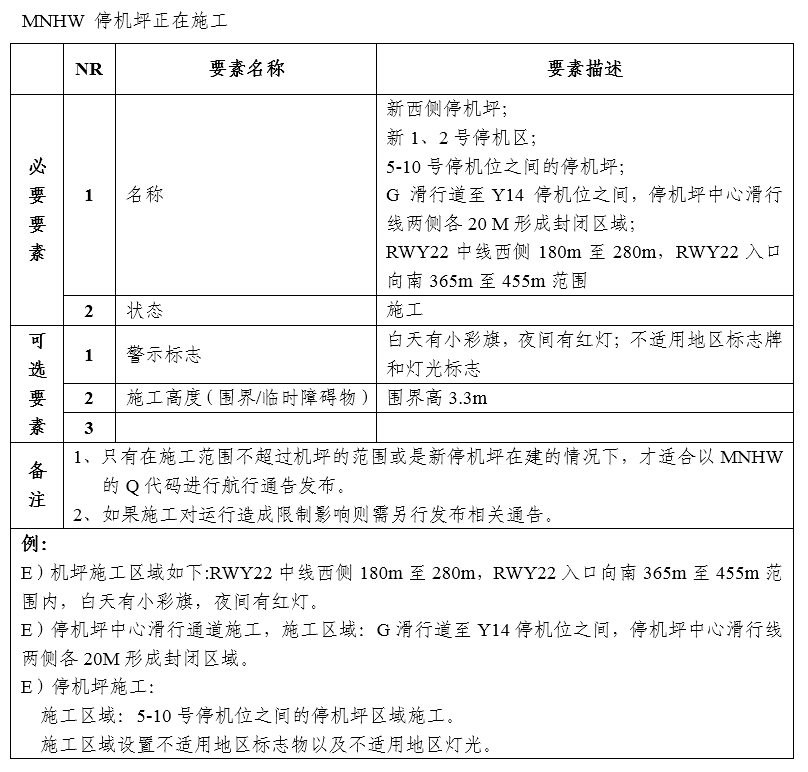 MNHW 停机坪正在施工
NR 要素名称 要素描述
必要要素
1 名称
新西侧停机坪；
新 1、2 号停机区；
5-10 号停机位之间的停机坪；
G 滑行道至 Y14 停机位之间，停机坪中心滑行
线两侧各 20 M 形成封闭区域；
RWY22 中线西侧 180m 至 280m，RWY22 入口
向南 365m 至 455m 范围
2 状态 施工
可选要素
1 警示标志
白天有小彩旗，夜间有红灯；不适用地区标志牌
和灯光标志
2 施工高度（围界/临时障碍物） 围界高 3.3m
3
备注
1、只有在施工范围不超过机坪的范围或是新停机坪在建的情况下，才适合以 MNHW
的 Q 代码进行航行通告发布。
2、如果施工对运行造成限制影响则需另行发布相关通告。
例：
E）机坪施工区域如下:RWY22 中线西侧 180m 至 280m，RWY22 入口向南 365m 至 455m 范
围内，白天有小彩旗，夜间有红灯。
E）停机坪中心滑行通道施工，施工区域：G 滑行道至 Y14 停机位之间，停机坪中心滑行线
两侧各 20M 形成封闭区域。
E）停机坪施工：
施工区域：5-10 号停机位之间的停机坪区域施工。
施工区域设置不适用地区标志物以及不适用地区灯光。